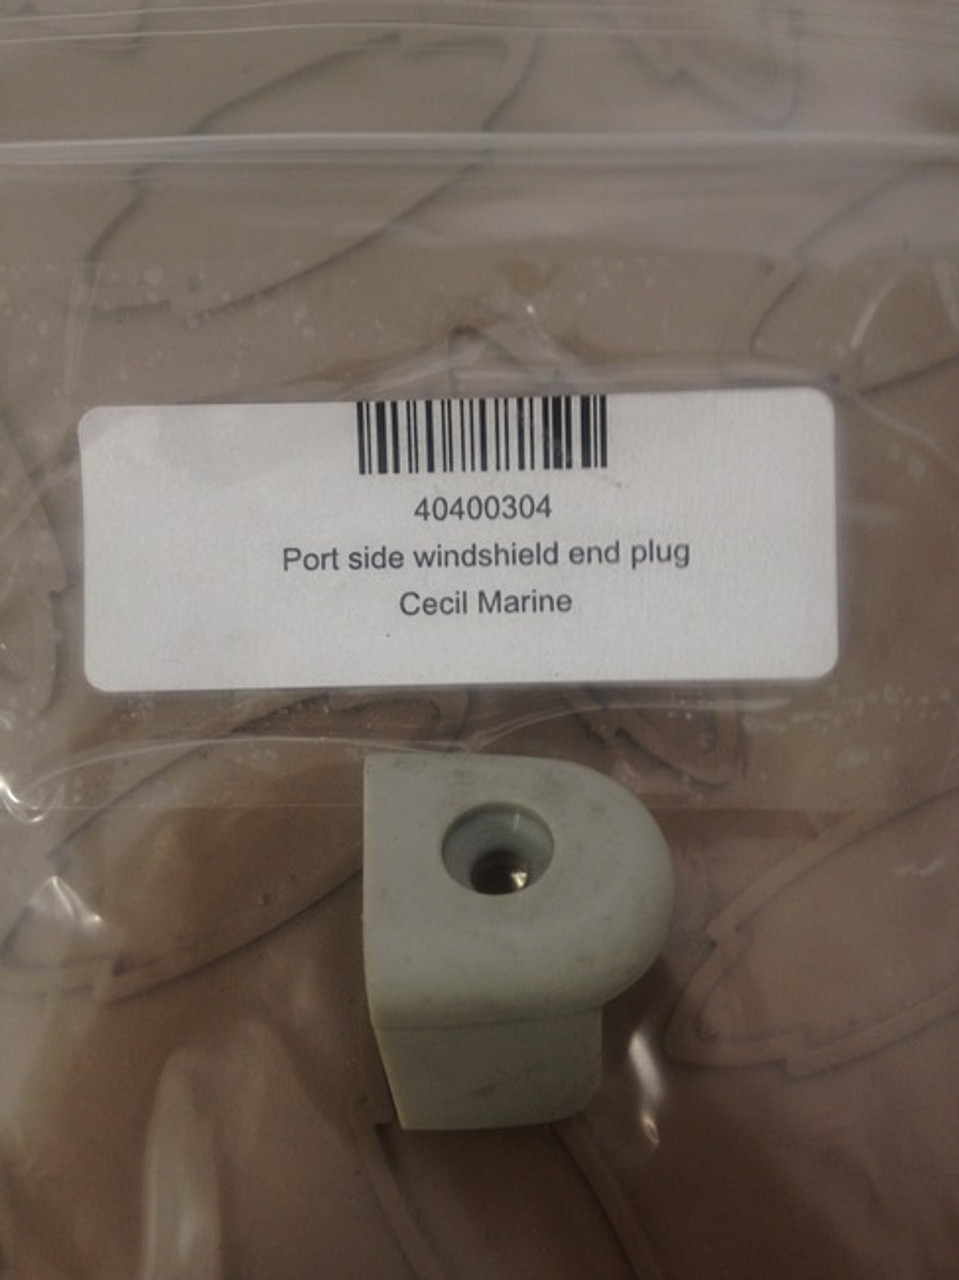 40400304
Port side windshield end plug
Cecil Marine